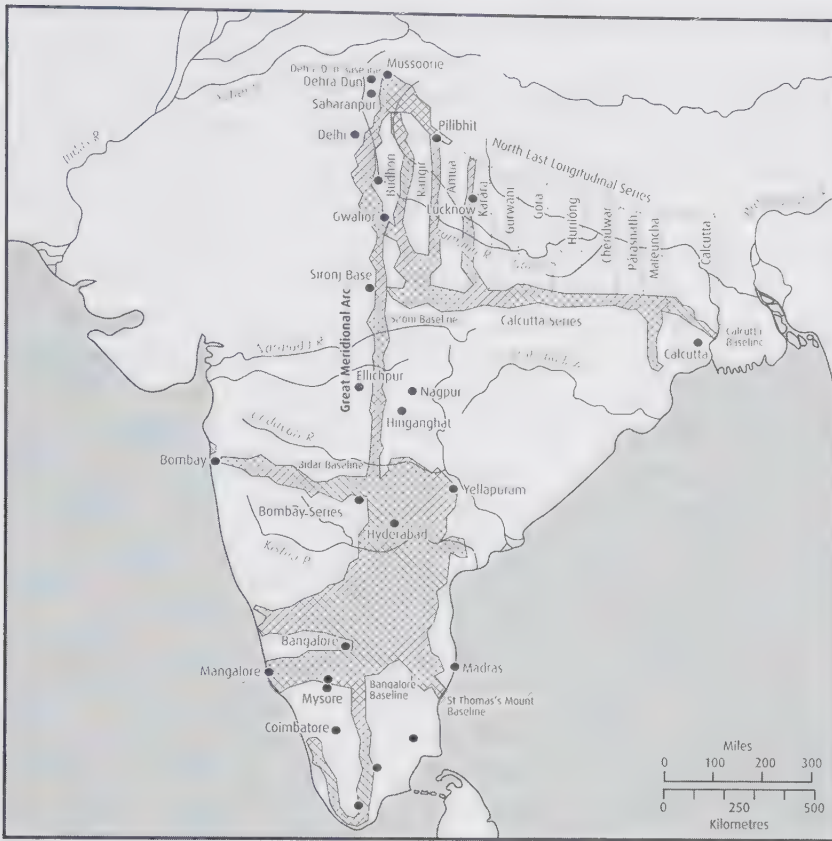 Mussoorie
Dehra Dun
Saharanpur
Delhi
Pilibhit
North East Longitudinal Series
Budhon
Rangir
Amua
Karara
Gurwani
Gora
Hurilong
Chendwar
Parasnath
Maluncha
Calcutta
Lucknow
Gwalior
Sironj Base
Great Meridional Arc
Sironj Baseline
Calcutta Series
Calcutta
Baseline
Calcutta
Ellichpur
Nagpur
Hinganghat
Bombay
Bidar Baseline
Yellapuram
Bombay Series
Hyderabad
Bangalore
Mangalore
Madras
Mysore
Bangalore
Baseline
St Thomas's Mount
Baseline
Coimbatore
Miles
0 100 200 300
0 250 500
Kilometres